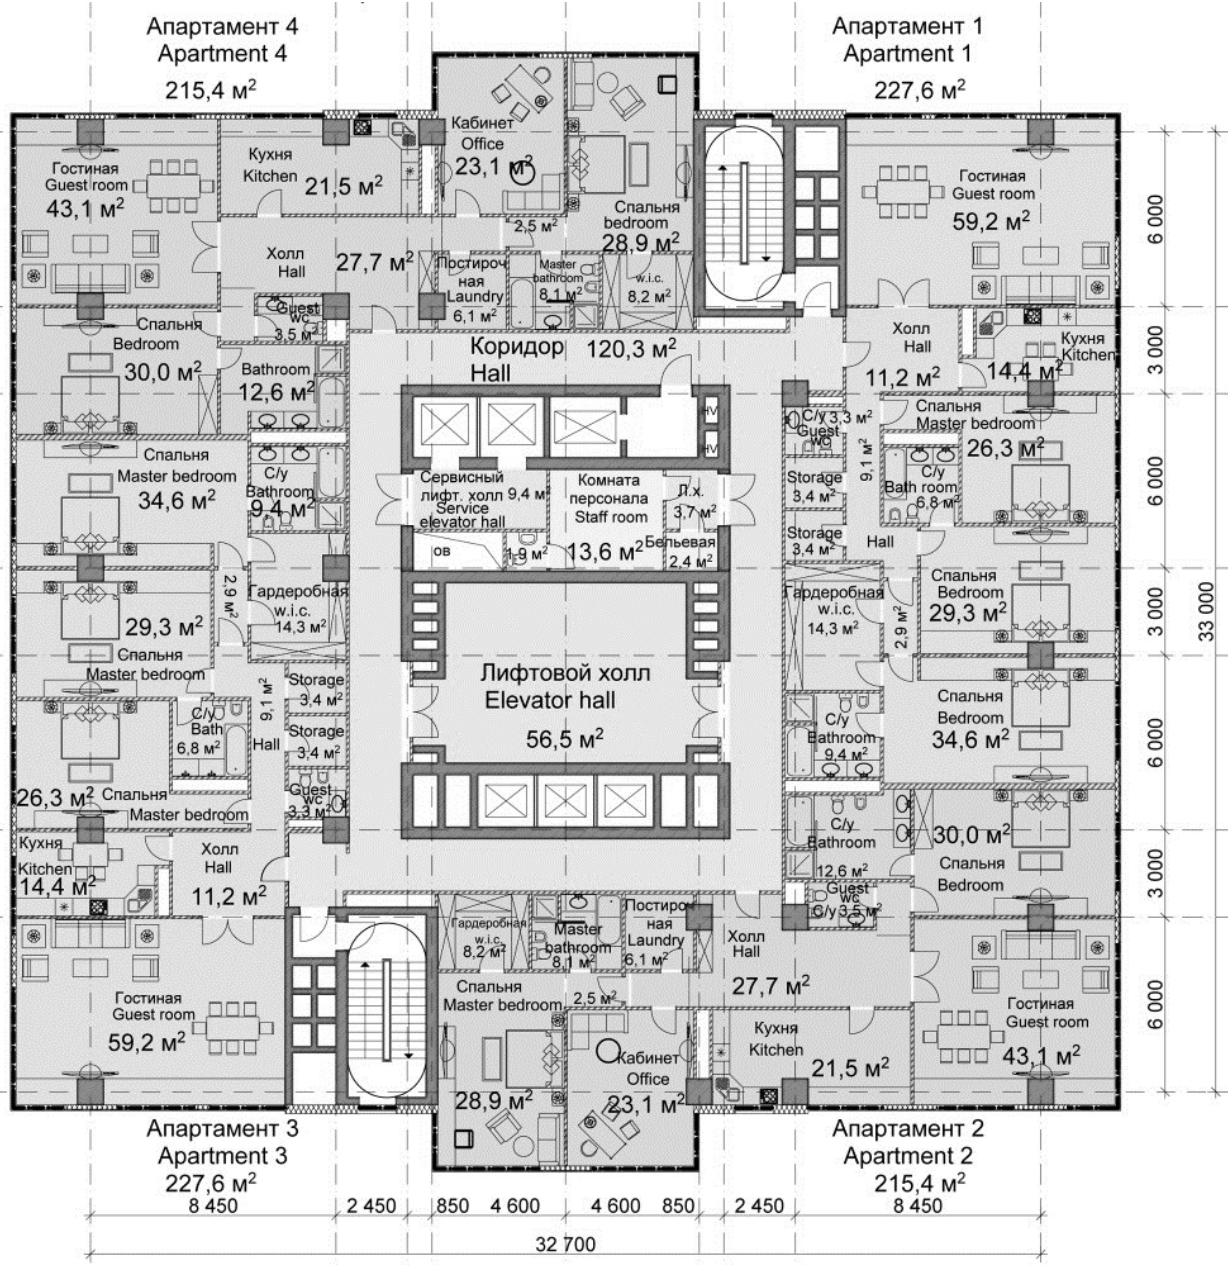 Апартамент 4
Apartment 4
215,4 м²
Апартамент 1
Apartment 1
227,6 м²
Гостиная
Guest room
43,1 м²
Кухня
Kitchen
21,5 м²
Кабинет
Office
23,1 м²
Спальня
bedroom
28,9 м²
Гостиная
Guest room
59,2 м²
6 000
Холл
Hall
27,7 м²
2,5 м²
Постироч
ная
Laundry
6,1 м²
Master
bathroom
8,1 м²
w.i.c.
8,2 м²
Guest
wc
3,5 м²
Спальня
Bedroom
30,0 м²
Bathroom
12,6 м²
Коридор 120,3 м²
Hall
Холл
Hall
11,2 м²
Кухня
Kitchen
14,4 м²
3 000
HV
HV
С/у 3,3 м²
Guest
wc
9,1 м²
Спальня
Master bedroom
26,3 м²
Спальня
Master bedroom
34,6 м²
С/у
Bathroom
9,4 м²
Сервисный
лифт. холл 9,4 м²
Service
elevator hall
Комната
персонала
Staff room
13,6 м²
Л.х.
3,7 м²
Storage
3,4 м²
С/у
Bath room
6,8 м²
6 000
ов
1,9 м²
Бельевая
2,4 м²
Storage
3,4 м²
Hall
29,3 м²
Спальня
Master bedroom
2,9 м²
Гардеробная
w.i.c.
14,3 м²
Гардеробная
w.i.c.
14,3 м²
2,9 м²
Спальня
Bedroom
29,3 м²
3 000
33 000
Лифтовой холл
Elevator hall
56,5 м²
С/у
Bath
6,8 м²
9,1 м²
Hall
Storage
3,4 м²
Storage
3,4 м²
С/у
Bathroom
9,4 м²
Спальня
Bedroom
34,6 м²
6 000
26,3 м²
Спальня
Master bedroom
Guest
wc
3,3 м²
С/у
Bathroom
12,6 м²
30,0 м²
Спальня
Bedroom
Кухня
Kitchen
14,4 м²
Холл
Hall
11,2 м²
3 000
Guest
wc
С/у 3,5 м²
Гардеробная
w.i.c.
8,2 м²
Master
bathroom
8,1 м²
Постироч
ная
Laundry
6,1 м²
Холл
Hall
27,7 м²
Гостиная
Guest room
59,2 м²
Спальня
Master bedroom
28,9 м²
2,5 м²
Кабинет
Office
23,1 м²
Кухня
Kitchen
21,5 м²
Гостиная
Guest room
43,1 м²
6 000
Апартамент 3
Apartment 3
227,6 м²
Апартамент 2
Apartment 2
215,4 м²
8 450 2 450 850 4 600 4 600 850 2 450 8 450
32 700